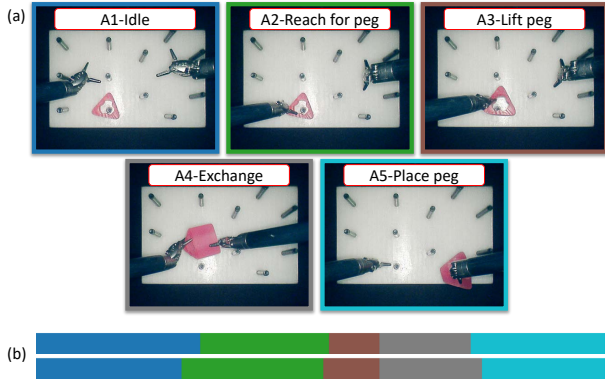 (a)
A1-Idle
A2-Reach for peg
A3-Lift peg
A4-Exchange
A5-Place peg
(b)